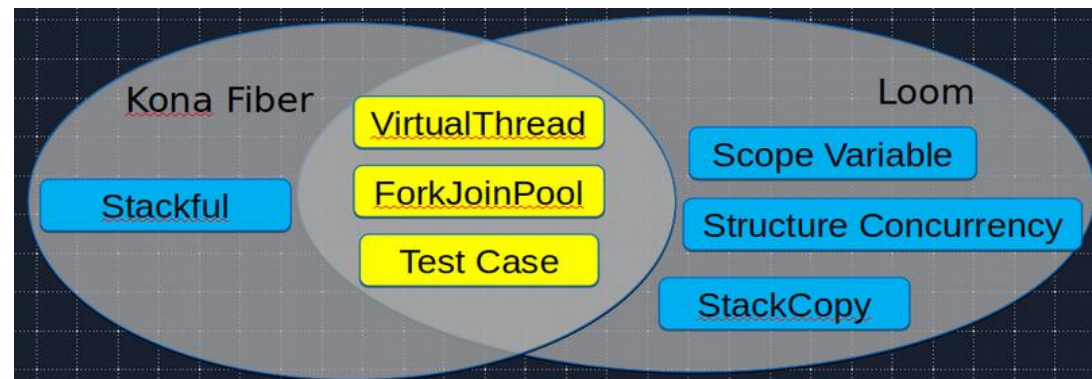 Kona Fiber
Loom
VirtualThread
Scope Variable
ForkJoinPool
Stackful
Structure Concurrency
Test Case
StackCopy